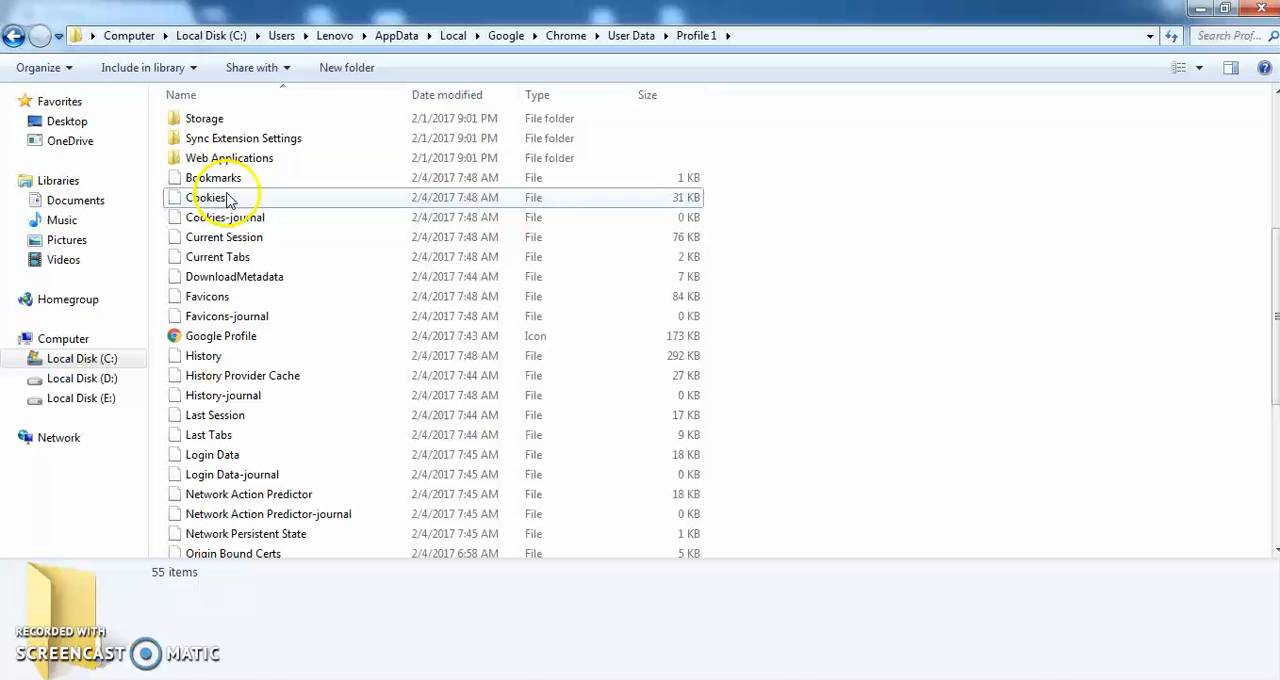 Computer Local Disk (C:) Users Lenovo AppData Local Google Chrome User Data Profile 1 Search Prof...
Organize Include in library Share with New folder
Name Date modified Type Size
Favorites
Desktop
OneDrive
Libraries
Documents
Music
Pictures
Videos
Homegroup
Computer
Local Disk (C:)
Local Disk (D:)
Local Disk (E:)
Network
Storage 2/1/2017 9:01 PM File folder
Sync Extension Settings 2/1/2017 9:01 PM File folder
Web Applications 2/1/2017 9:01 PM File folder
Bookmarks 2/4/2017 7:48 AM File 1 KB
Cookies 2/4/2017 7:48 AM File 31 KB
Cookies-journal 2/4/2017 7:48 AM File 0 KB
Current Session 2/4/2017 7:48 AM File 76 KB
Current Tabs 2/4/2017 7:48 AM File 2 KB
DownloadMetadata 2/4/2017 7:44 AM File 7 KB
Favicons 2/4/2017 7:48 AM File 84 KB
Favicons-journal 2/4/2017 7:48 AM File 0 KB
Google Profile 2/4/2017 7:43 AM Icon 173 KB
History 2/4/2017 7:48 AM File 292 KB
History Provider Cache 2/4/2017 7:44 AM File 27 KB
History-journal 2/4/2017 7:48 AM File 0 KB
Last Session 2/4/2017 7:44 AM File 17 KB
Last Tabs 2/4/2017 7:44 AM File 9 KB
Login Data 2/4/2017 7:45 AM File 18 KB
Login Data-journal 2/4/2017 7:45 AM File 0 KB
Network Action Predictor 2/4/2017 7:45 AM File 18 KB
Network Action Predictor-journal 2/4/2017 7:45 AM File 0 KB
Network Persistent State 2/4/2017 7:45 AM File 1 KB
Origin Bound Certs 2/4/2017 6:58 AM File 5 KB
55 items
RECORDED WITH
SCREENCAST MATIC